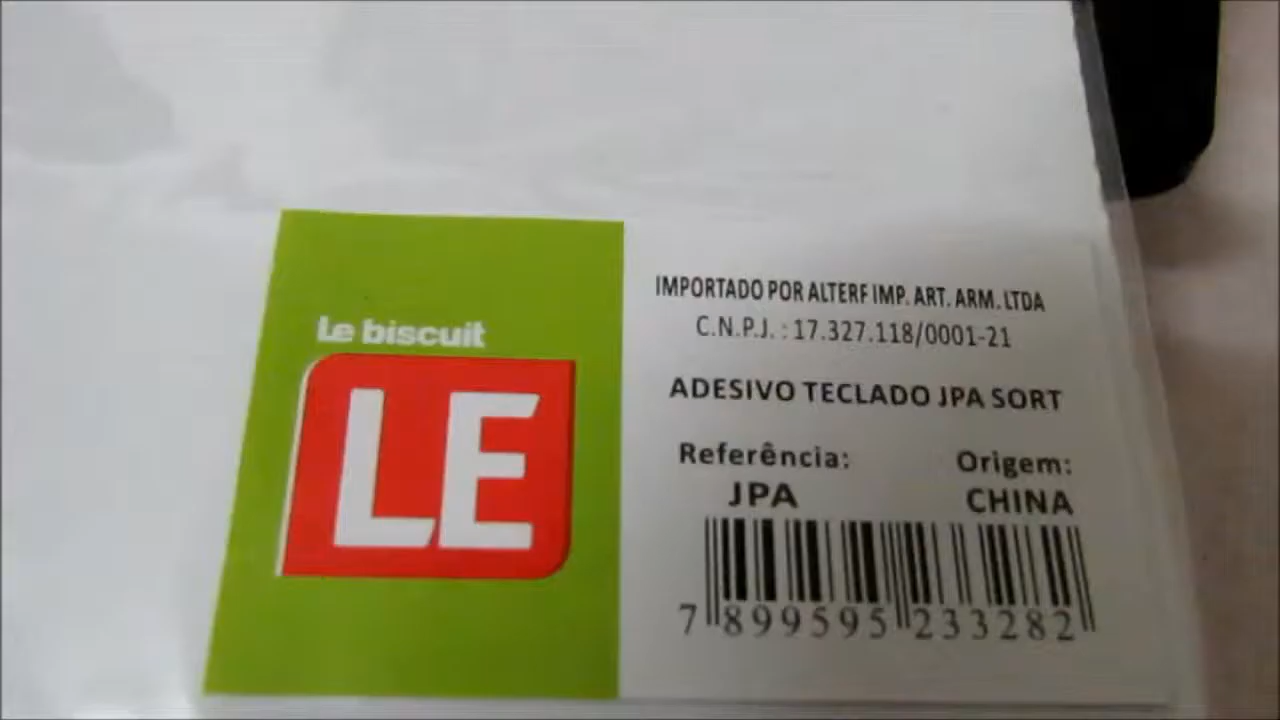 Le biscuit
LE
IMPORTADO POR ALTERF IMP. ART. ARM. LTDA
C.N.P.J. : 17.327.118/0001-21
ADESIVO TECLADO JPA SORT
Referência: Origem:
JPA CHINA
7 899595 233282